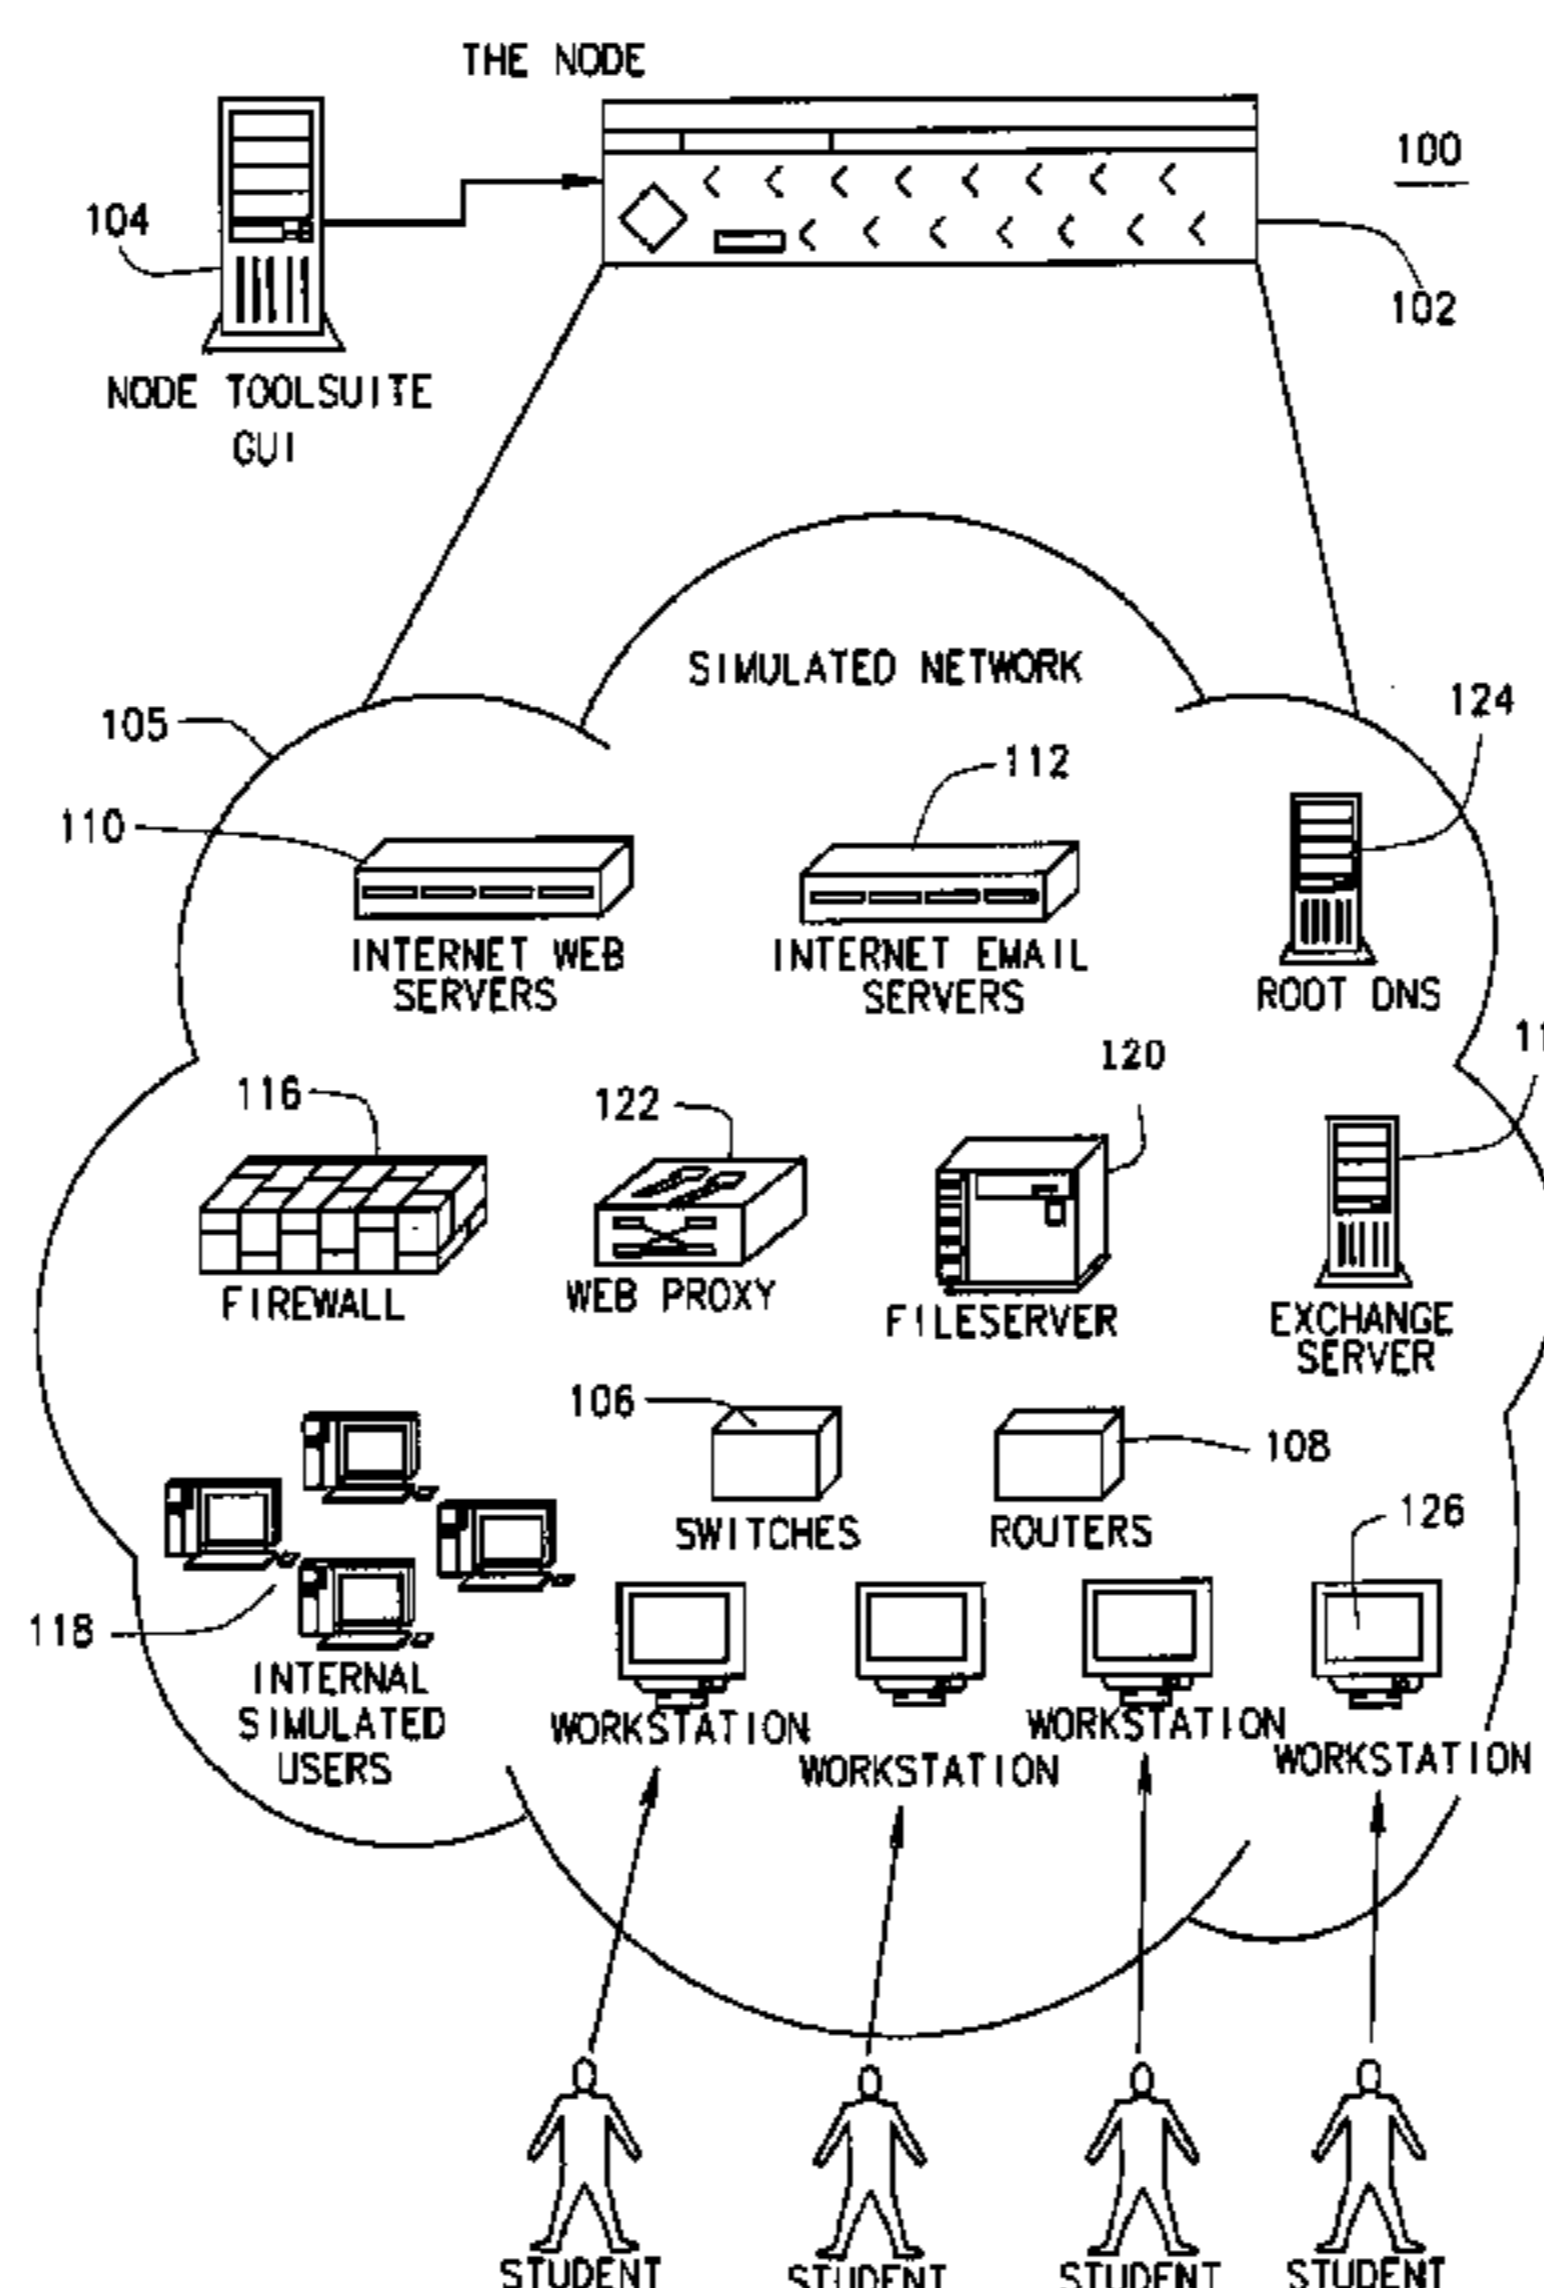 THE NODE
100
104
102
NODE TOOLSUITE
GUI
SIMULATED NETWORK
105
124
112
110
INTERNET WEB
SERVERS
INTERNET EMAIL
SERVERS
ROOT DNS
116
122
120
FIREWALL
WEB PROXY
FILESERVER
EXCHANGE
SERVER
106
108
SWITCHES
ROUTERS
126
118
INTERNAL
SIMULATED
USERS
WORKSTATION
WORKSTATION
WORKSTATION
WORKSTATION
STUDENT
STUDENT
STUDENT
STUDENT